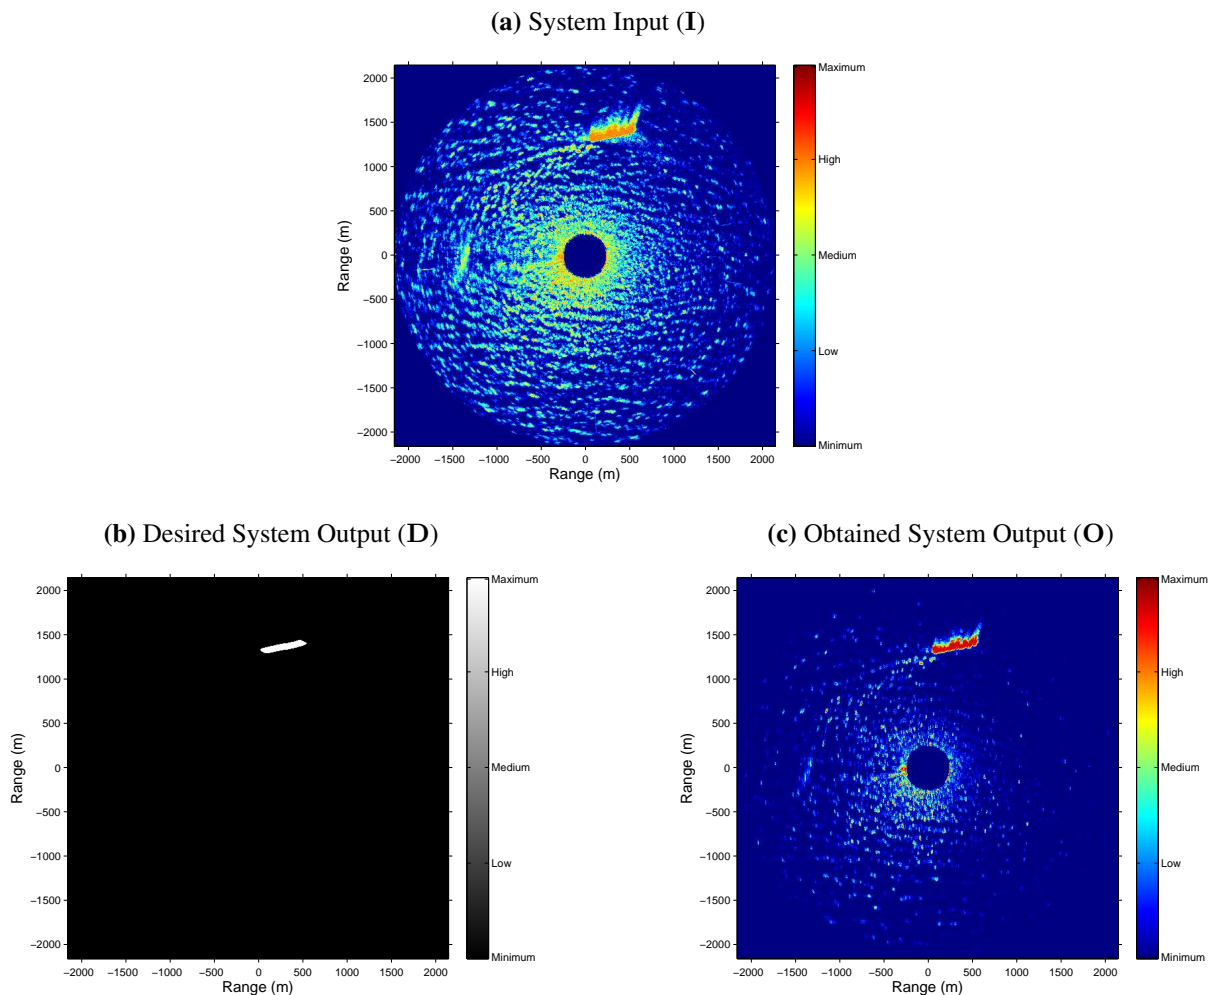 (a) System Input (I)
2000
1500
1000
500
0
−500
−1000
−1500
−2000
Range (m)
−2000 −1500 −1000 −500 0 500 1000 1500 2000
Range (m)
Maximum
High
Medium
Low
Minimum
(b) Desired System Output (D)
2000
1500
1000
500
0
−500
−1000
−1500
−2000
Range (m)
−2000 −1500 −1000 −500 0 500 1000 1500 2000
Range (m)
Maximum
High
Medium
Low
Minimum
(c) Obtained System Output (O)
2000
1500
1000
500
0
−500
−1000
−1500
−2000
Range (m)
−2000 −1500 −1000 −500 0 500 1000 1500 2000
Range (m)
Maximum
High
Medium
Low
Minimum